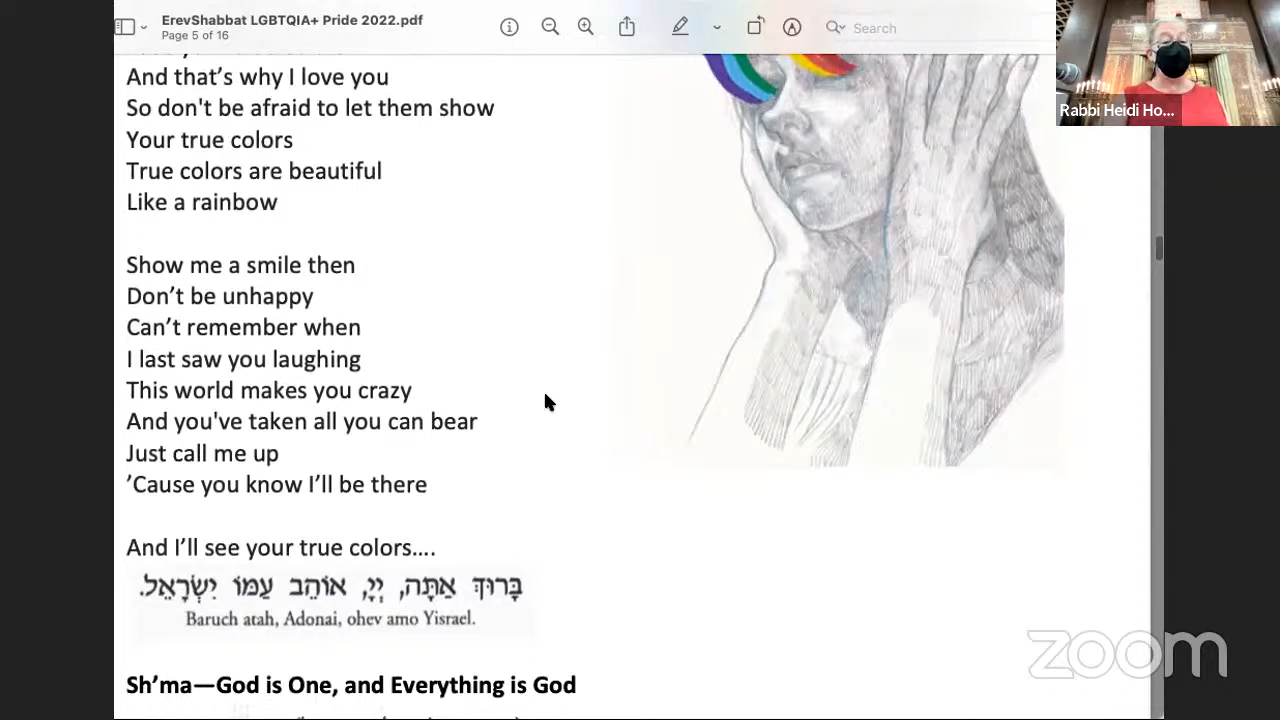 ErevShabbat LGBTQIA+ Pride 2022.pdf
Page 5 of 16
Search
Rabbi Heidi Ho...
And that's why I love you
So don't be afraid to let them show
Your true colors
True colors are beautiful
Like a rainbow
Show me a smile then
Don't be unhappy
Can't remember when
I last saw you laughing
This world makes you crazy
And you've taken all you can bear
Just call me up
'Cause you know I'll be there
And I'll see your true colors....
בָּרוּךְ אַתָּה, יְיָ, אוֹהֵב עַמּוֹ יִשְׂרָאֵל.
Baruch atah, Adonai, ohev amo Yisrael.
Sh'ma—God is One, and Everything is God
zoom